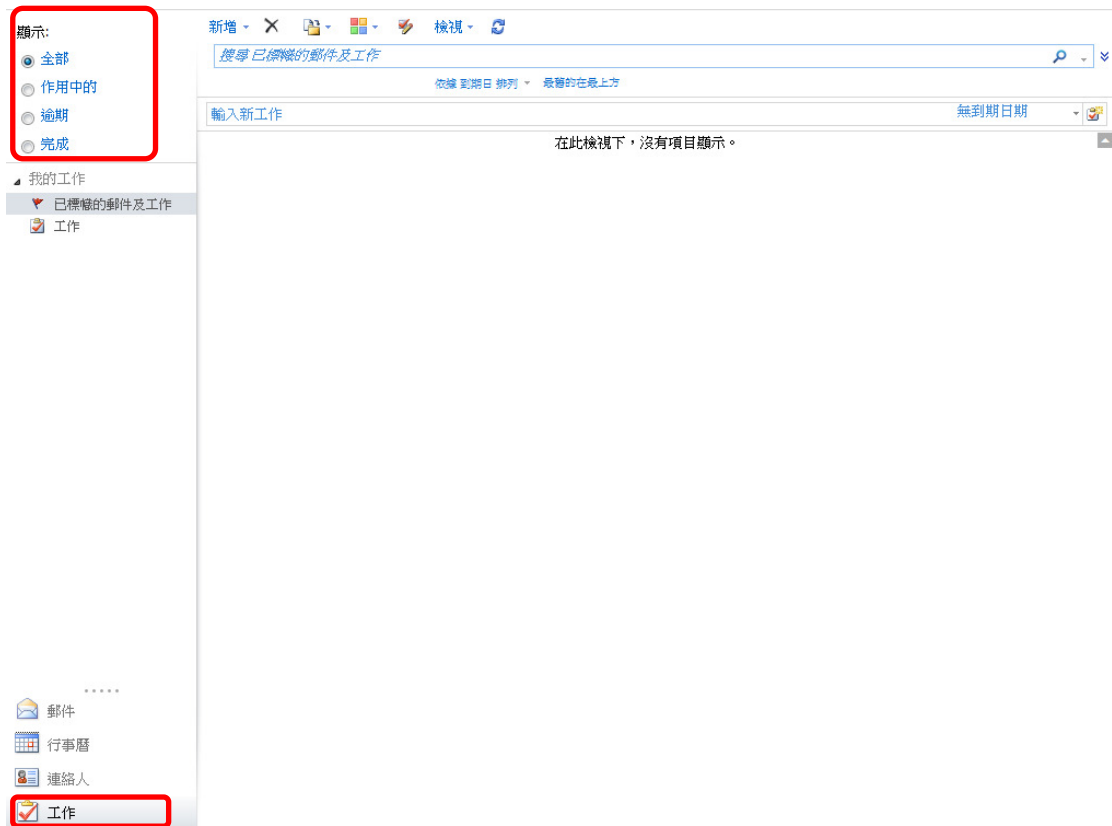 顯示:
全部
作用中的
逾期
完成
我的工作
已標幟的郵件及工作
工作
郵件
行事曆
連絡人
工作
新增 檢視
搜尋 已標幟的郵件及工作
依據 到期日 排列 最舊的在最上方
輸入新工作 無到期日期
在此檢視下，沒有項目顯示。